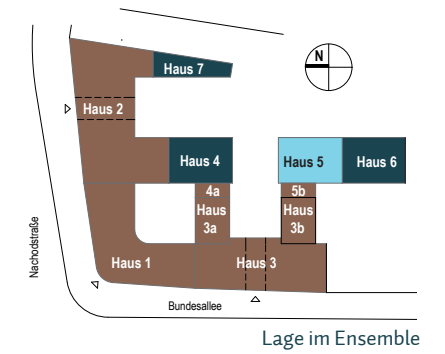 Haus 7
N
Haus 2
Haus 4
Haus 5
Haus 6
4a
Haus
3a
5b
Haus
3b
Haus 1
Haus 3
Nachodstraße
Bundesallee
Lage im Ensemble